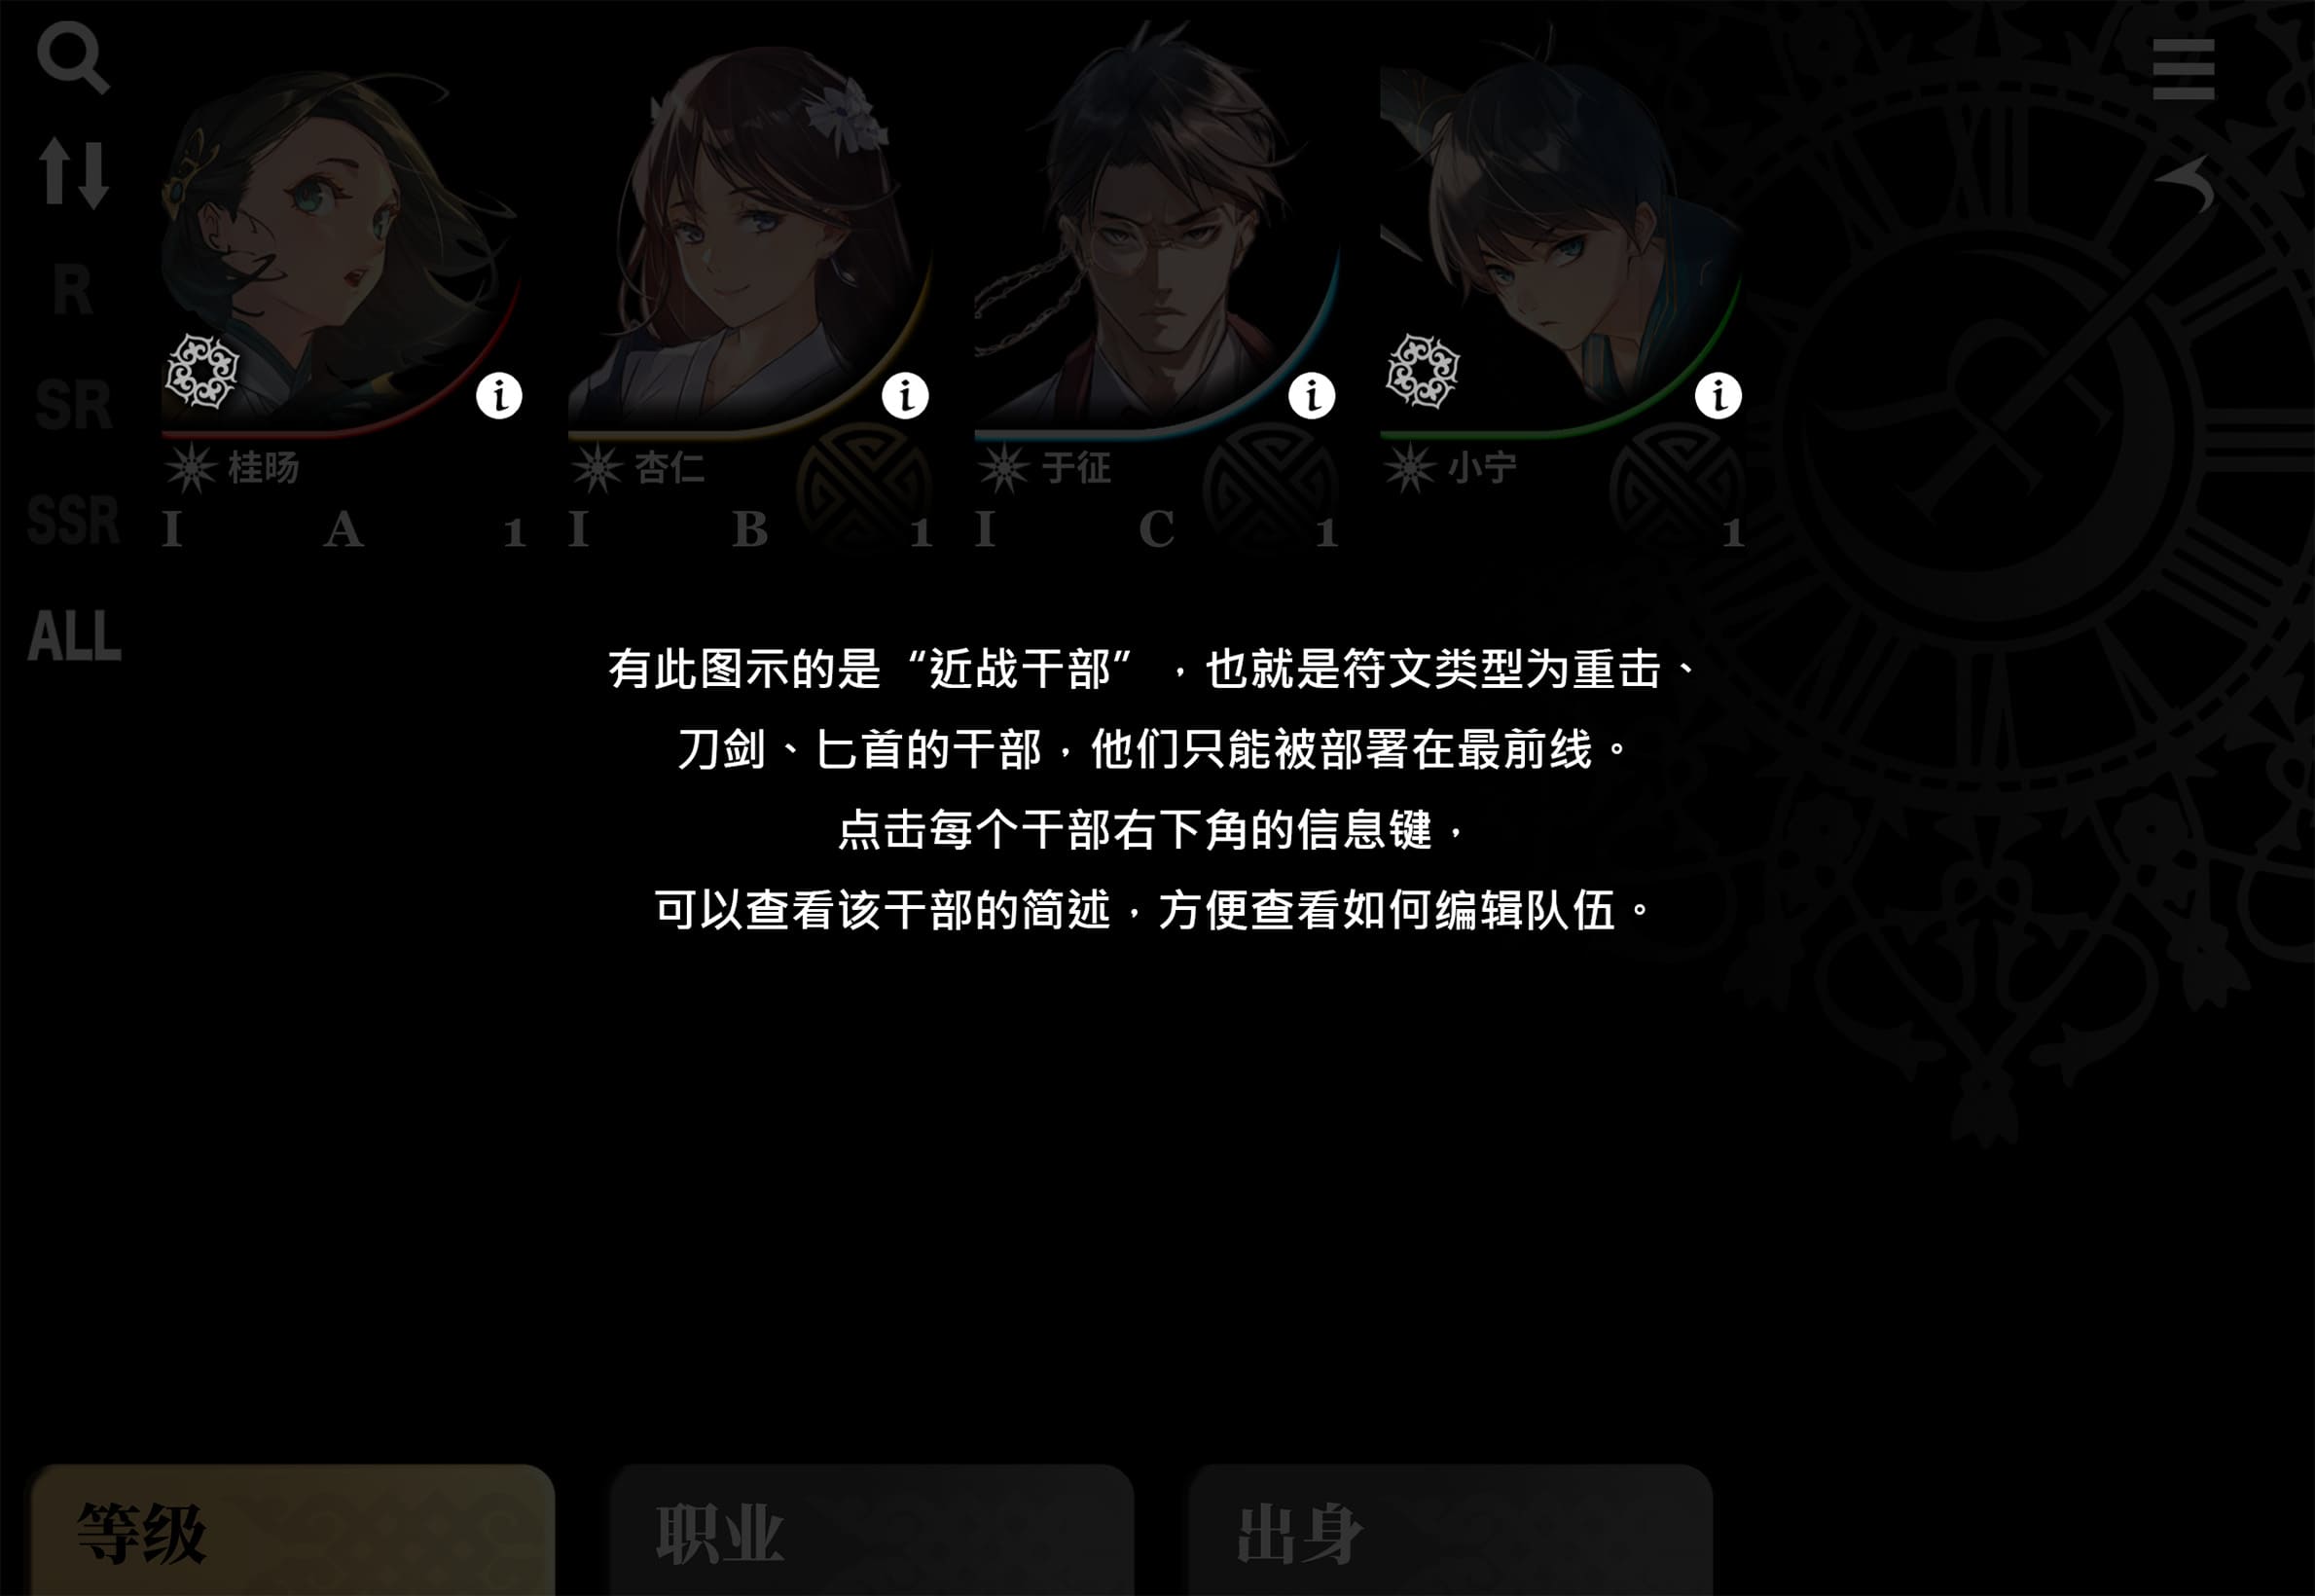 R
SR
SSR
ALL
桂旸
杏仁
于征
小宁
I A 1
I B 1
I C 1
1
有此图示的是“近战干部”，也就是符文类型为重击、
刀剑、匕首的干部，他们只能被部署在最前线。
点击每个干部右下角的信息键，
可以查看该干部的简述，方便查看如何编辑队伍。
等级
职业
出身